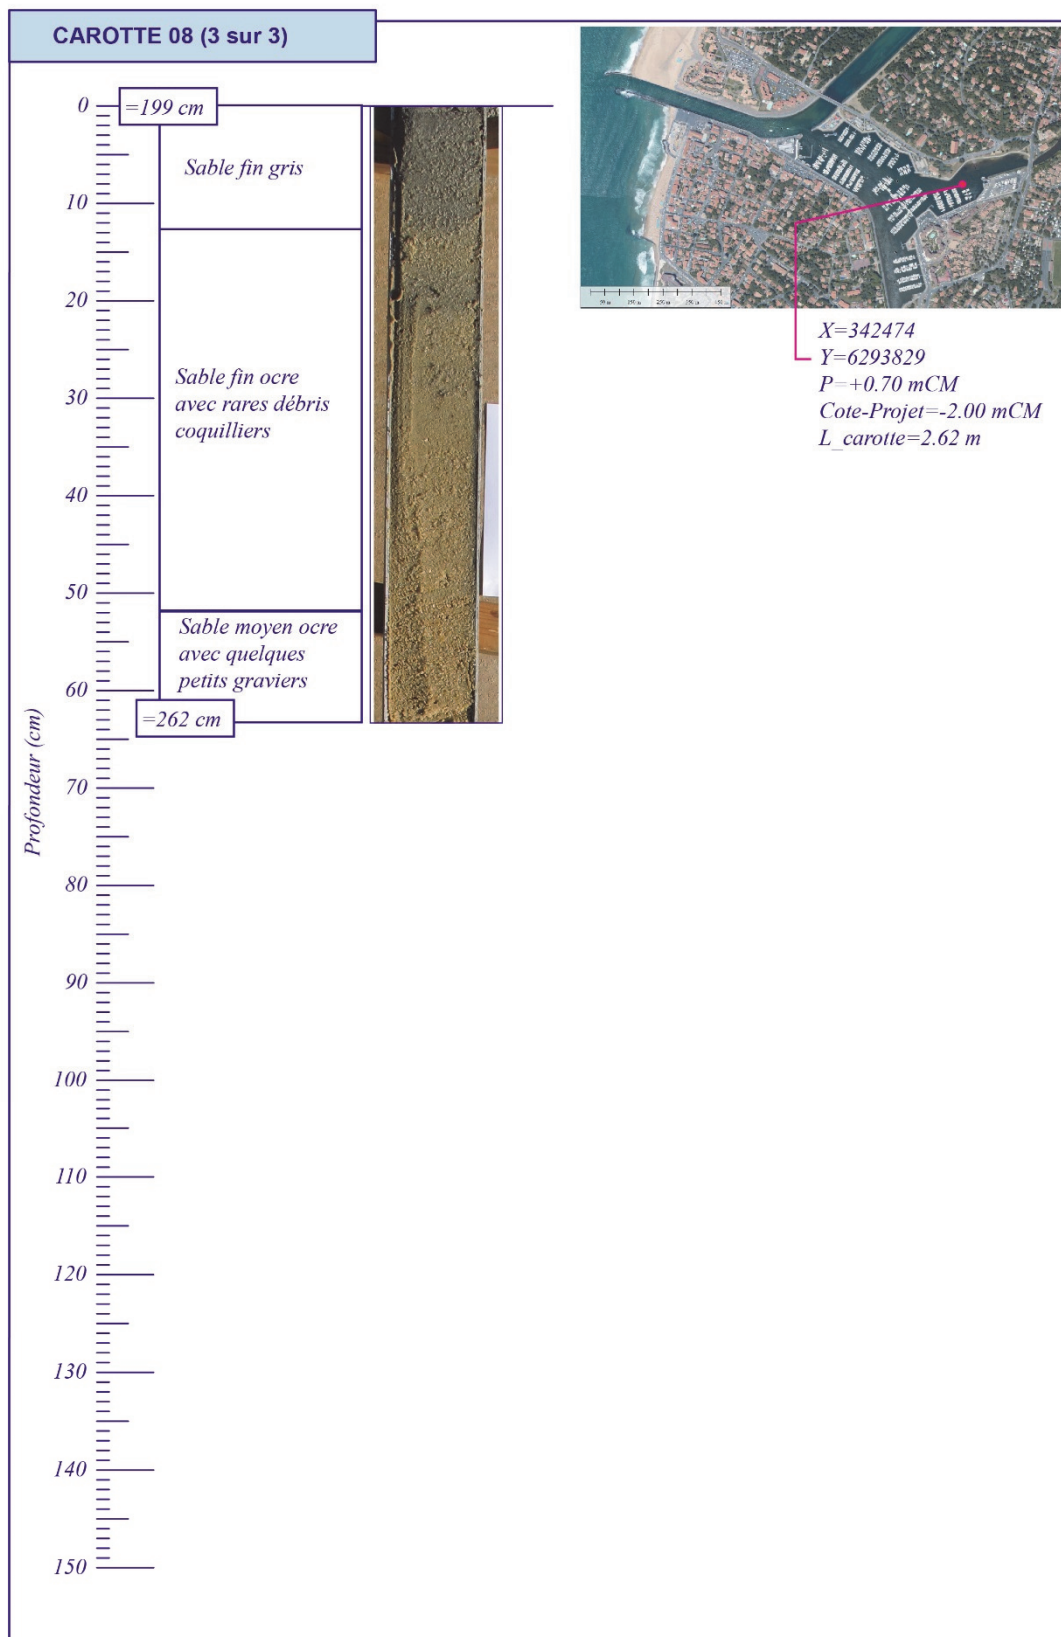 CAROTTE 08 (3 sur 3)
0
=199 cm
Sable fin gris
10
20
Sable fin ocre
avec rares débris
coquilliers
30
40
50
Sable moyen ocre
avec quelques
petits graviers
60
=262 cm
Profondeur (cm)
70
80
90
100
110
120
130
140
150
X=342474
Y=6293829
P=+0.70 mCM
Cote-Projet=-2.00 mCM
L_carotte=2.62 m